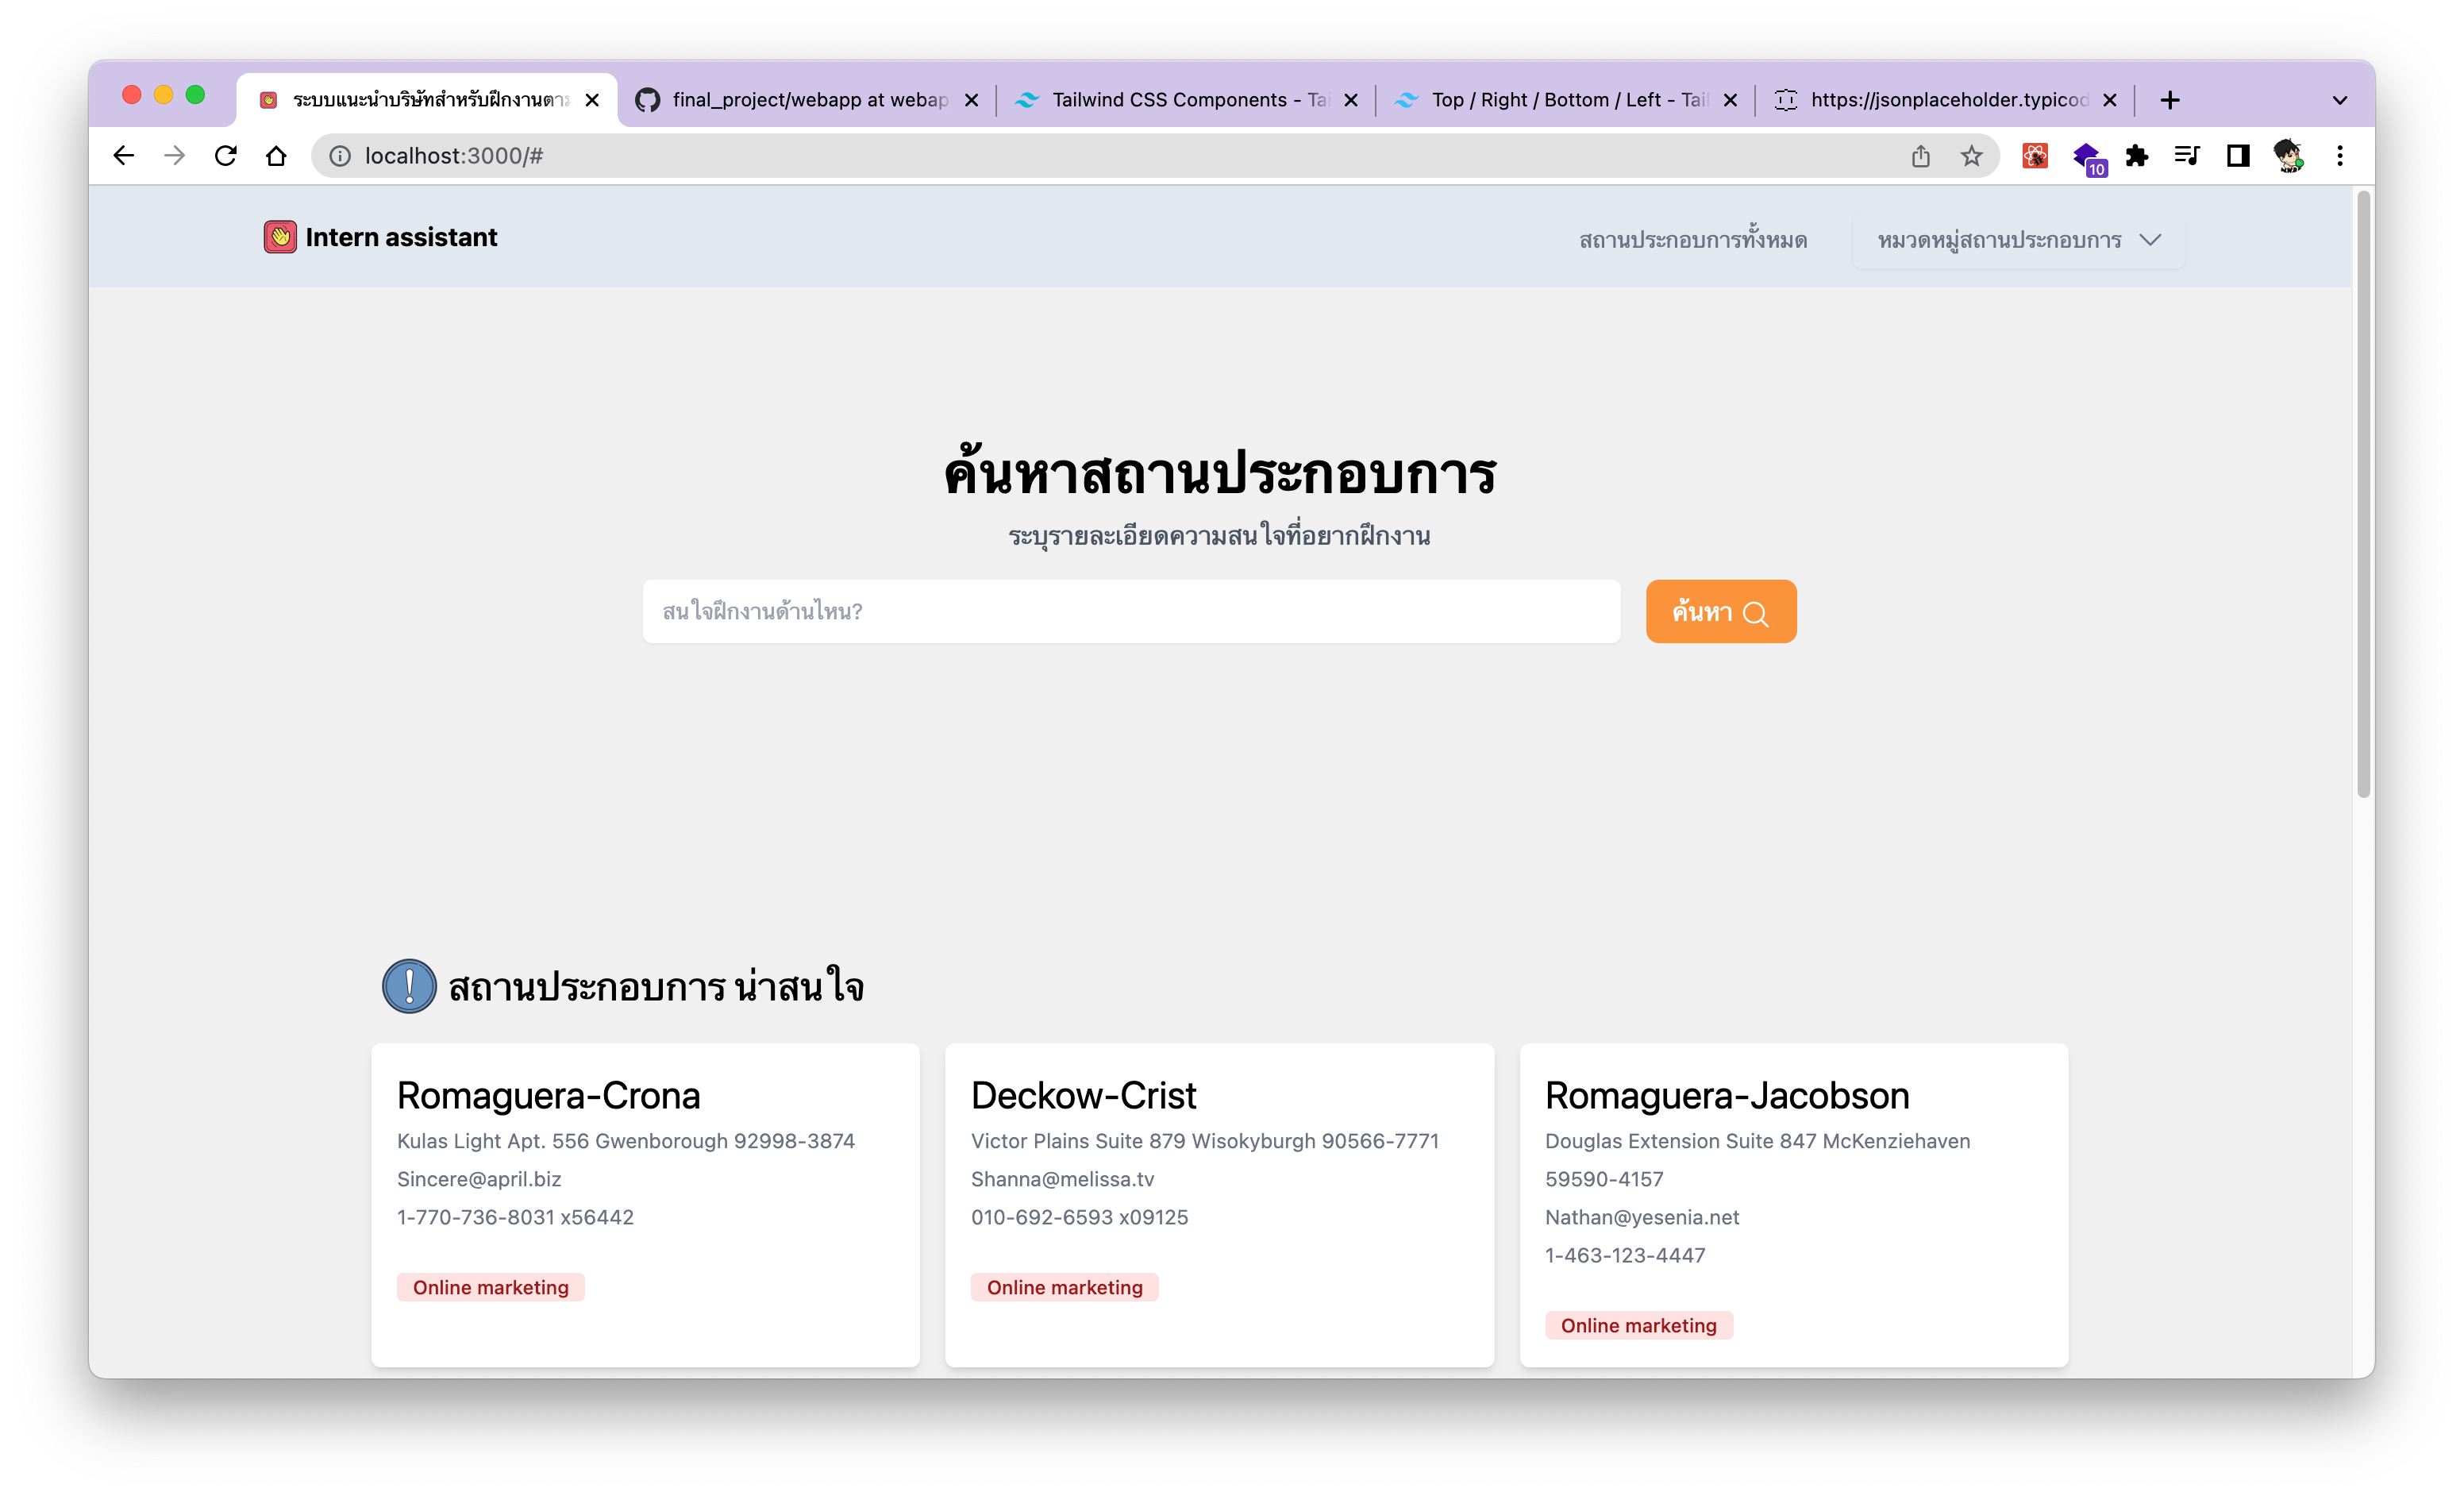 ระบบแนะนำบริษัทสำหรับฝึกงานตาม
final_project/webapp at webap
Tailwind CSS Components - Tai
Top / Right / Bottom / Left - Tail
https://jsonplaceholder.typicod
localhost:3000/#
10
Intern assistant
สถานประกอบการทั้งหมด
หมวดหมู่สถานประกอบการ
ค้นหาสถานประกอบการ
ระบุรายละเอียดความสนใจที่อยากฝึกงาน
สนใจฝึกงานด้านไหน?
ค้นหา
สถานประกอบการ น่าสนใจ
Romaguera-Crona
Kulas Light Apt. 556 Gwenborough 92998-3874
Sincere@april.biz
1-770-736-8031 x56442
Online marketing
Deckow-Crist
Victor Plains Suite 879 Wisokyburgh 90566-7771
Shanna@melissa.tv
010-692-6593 x09125
Online marketing
Romaguera-Jacobson
Douglas Extension Suite 847 McKenziehaven
59590-4157
Nathan@yesenia.net
1-463-123-4447
Online marketing